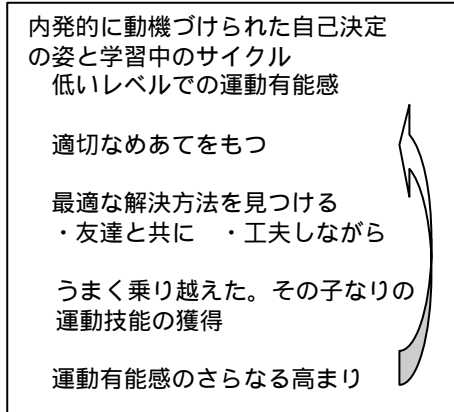 内発的に動機づけられた自己決定
の姿と学習中のサイクル
低いレベルでの運動有能感
適切なめあてをもつ
最適な解決方法を見つける
・友達と共に　・工夫しながら
うまく乗り越えた。その子なりの
運動技能の獲得
運動有能感のさらなる高まり